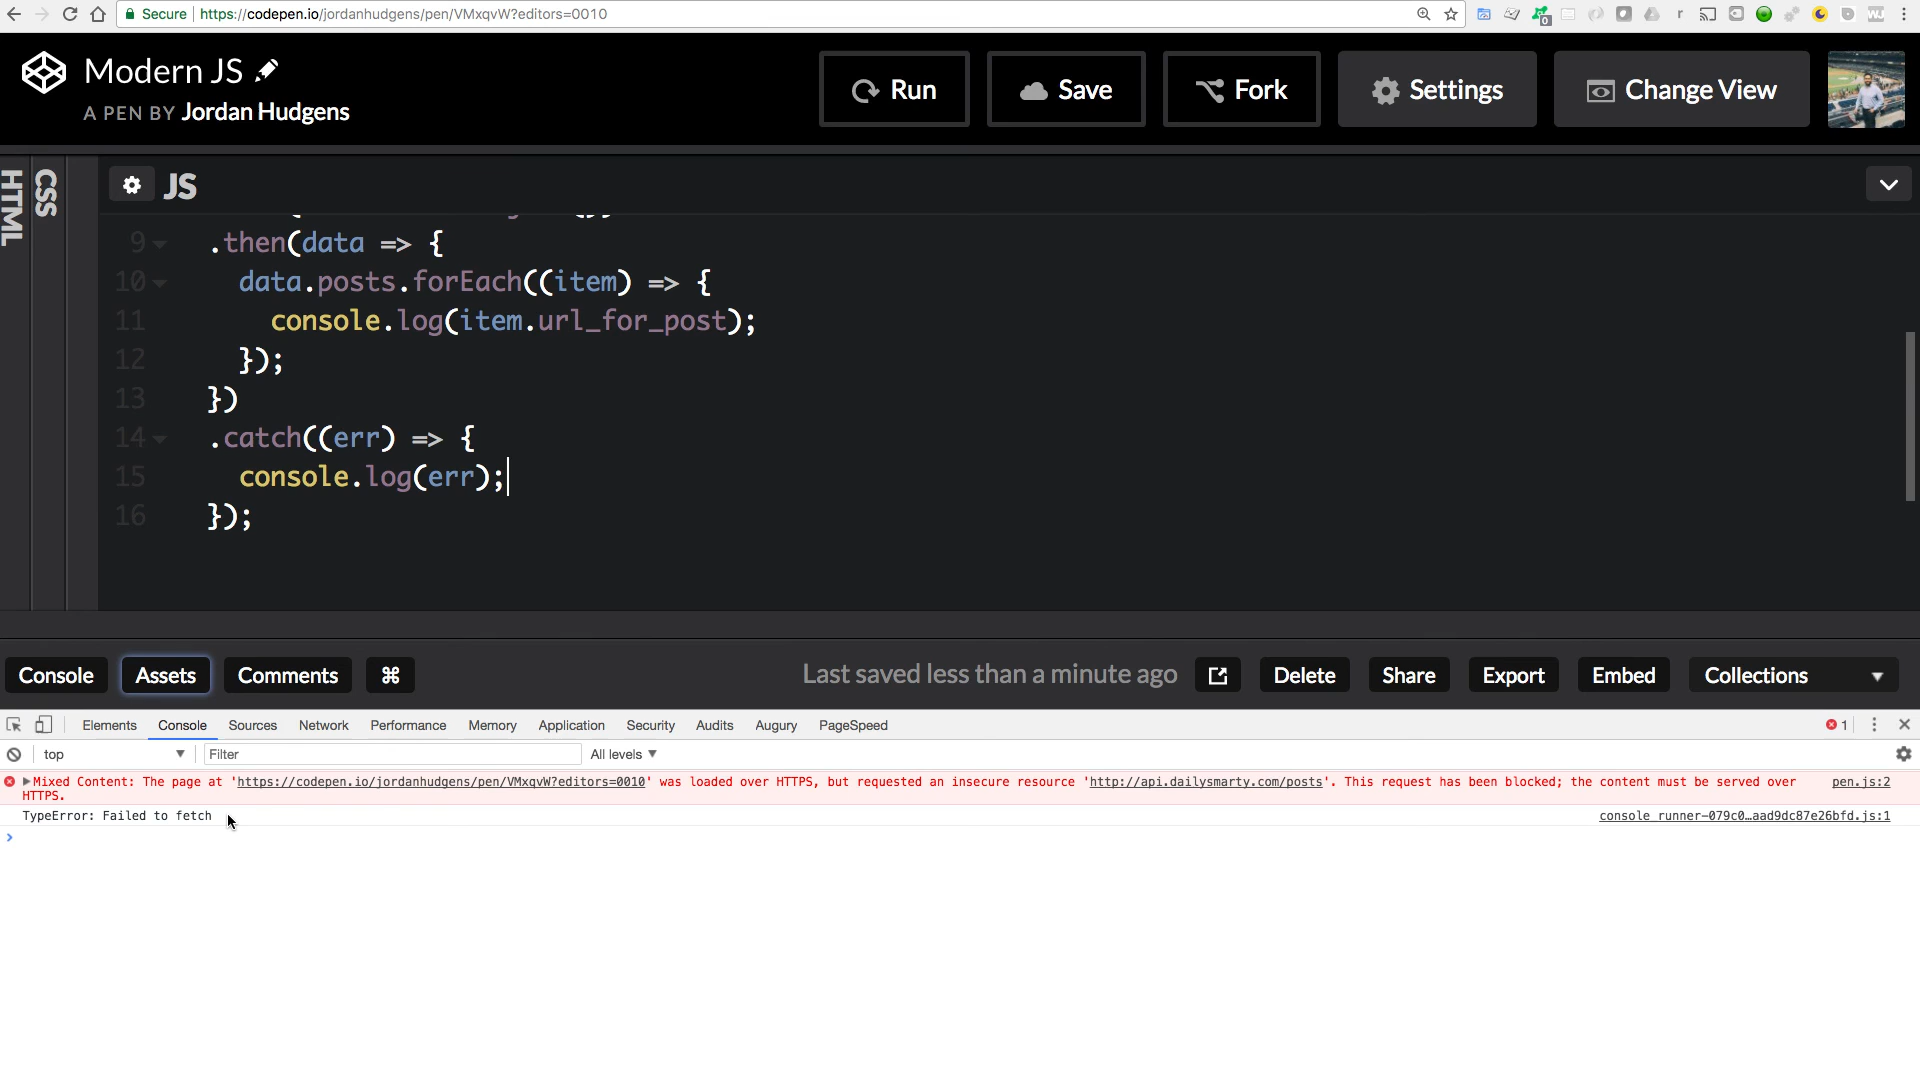 Secure https://codepen.io/jordanhudgens/pen/VMxqvW?editors=0010
Modern JS
A PEN BY Jordan Hudgens
Run
Save
Fork
Settings
Change View
HTML
CSS
JS
9 .then(data => {
10 data.posts.forEach((item) => {
11 console.log(item.url_for_post);
12 });
13 })
14 .catch((err) => {
15 console.log(err);
16 });
Console Assets Comments ⌘ Last saved less than a minute ago Delete Share Export Embed Collections
Elements Console Sources Network Performance Memory Application Security Audits Augury PageSpeed 1
top Filter All levels
Mixed Content: The page at 'https://codepen.io/jordanhudgens/pen/VMxqvW?editors=0010' was loaded over HTTPS, but requested an insecure resource 'http://api.dailysmarty.com/posts'. This request has been blocked; the content must be served over pen.js:2
HTTPS.
TypeError: Failed to fetch console_runner-079c0…aad9dc87e26bfd.js:1